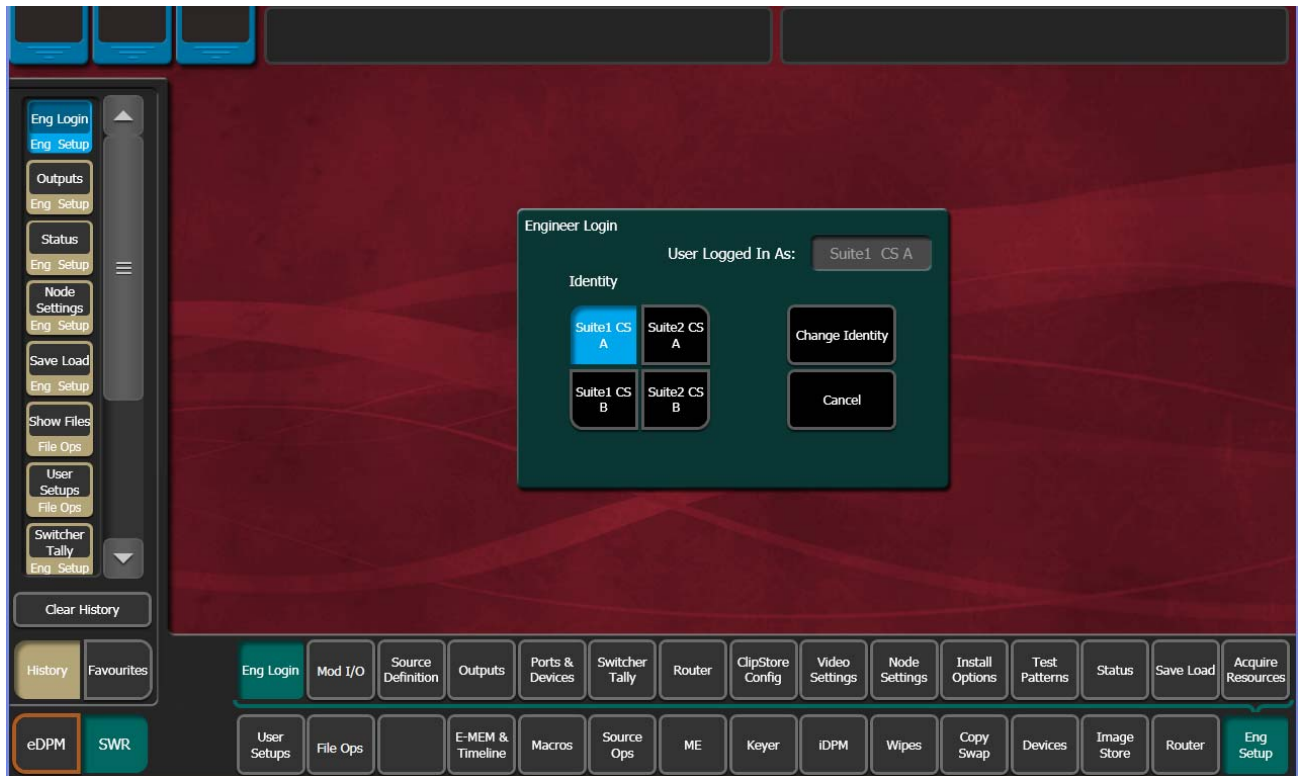 Eng Login
Eng Setup
Outputs
Eng Setup
Status
Eng Setup
Node
Settings
Eng Setup
Save Load
Eng Setup
Show Files
File Ops
User
Setups
File Ops
Switcher
Tally
Eng Setup
Clear History
History
Favourites
eDPM
SWR
Engineer Login
User Logged In As:
Suite1 CS A
Identity
Suite1 CS
A
Suite2 CS
A
Change Identity
Suite1 CS
B
Suite2 CS
B
Cancel
Eng Login
Mod I/O
Source
Definition
Outputs
Ports &
Devices
Switcher
Tally
Router
ClipStore
Config
Video
Settings
Node
Settings
Install
Options
Test
Patterns
Status
Save Load
Acquire
Resources
User
Setups
File Ops
E-MEM &
Timeline
Macros
Source
Ops
ME
Keyer
iDPM
Wipes
Copy
Swap
Devices
Image
Store
Router
Eng
Setup